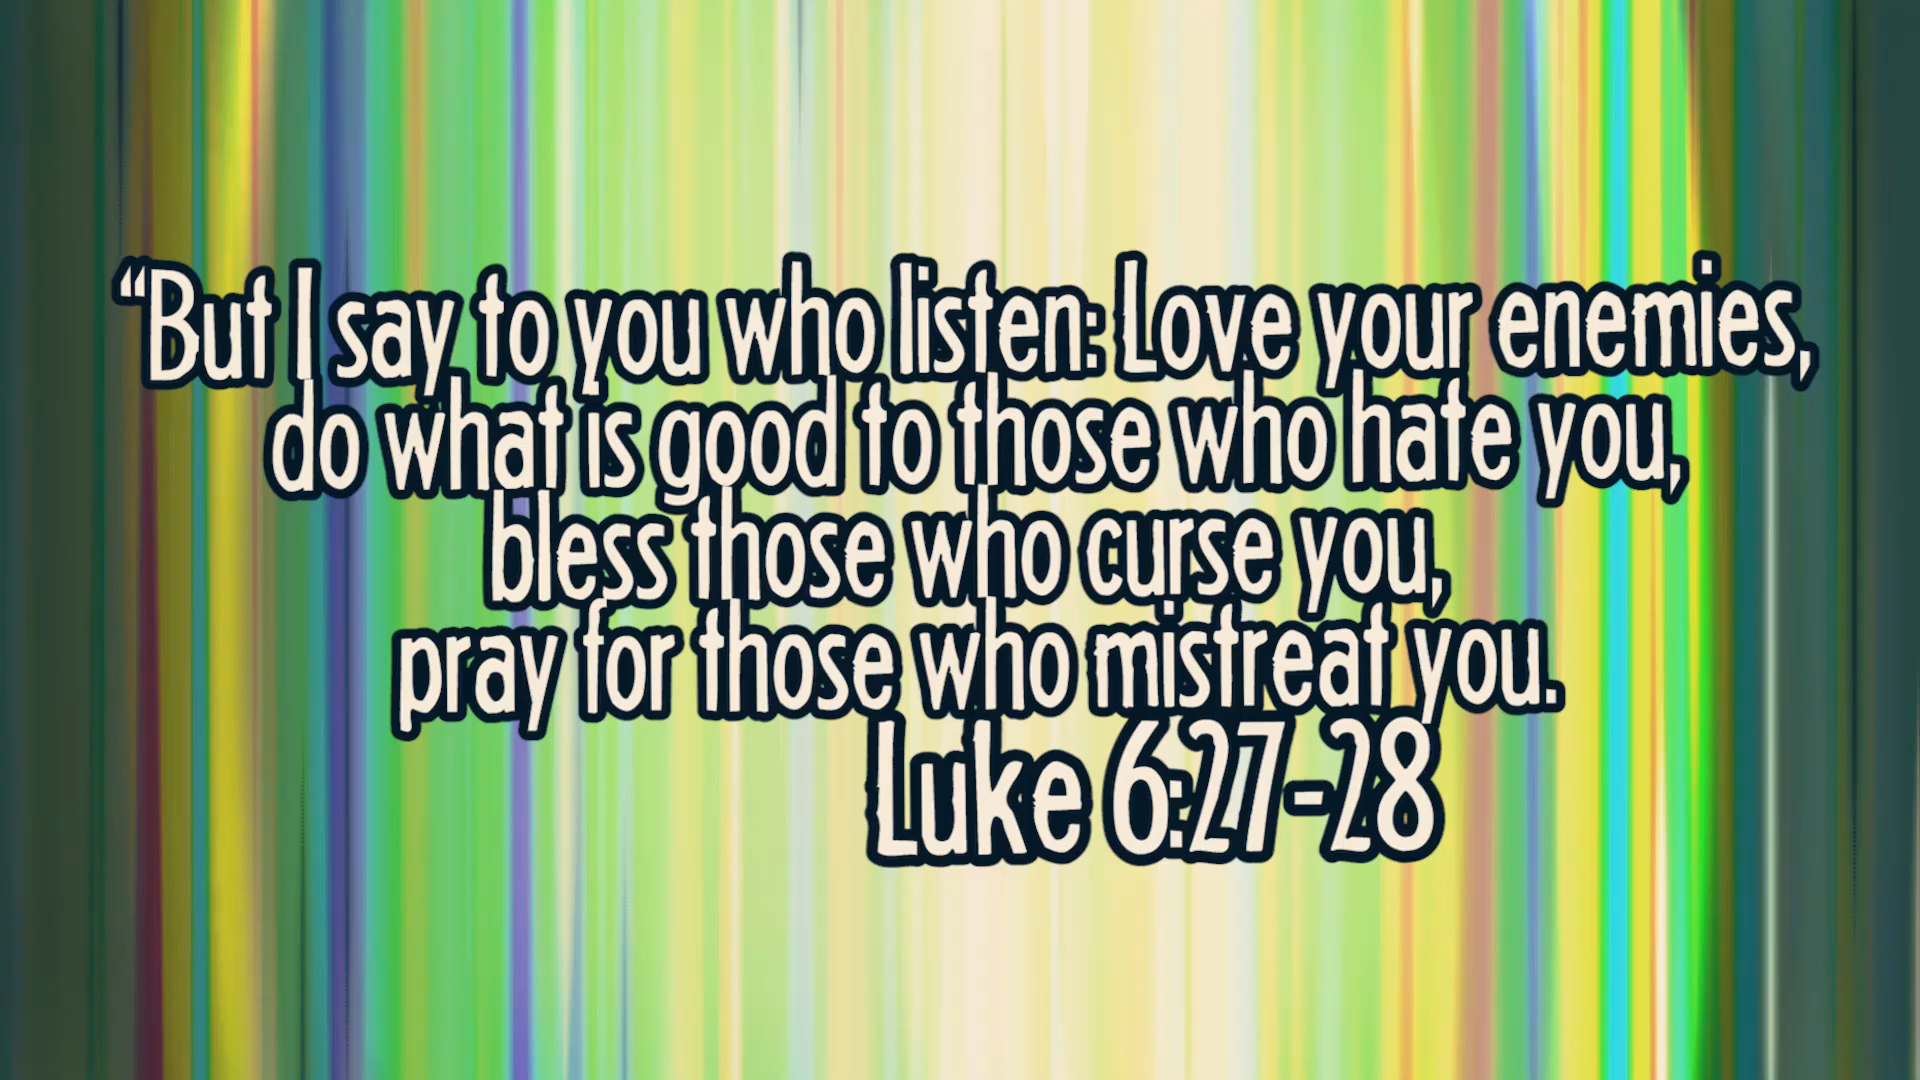 “But I say to you who listen: Love your enemies,
do what is good to those who hate you,
bless those who curse you,
pray for those who mistreat you.
Luke 6:27-28